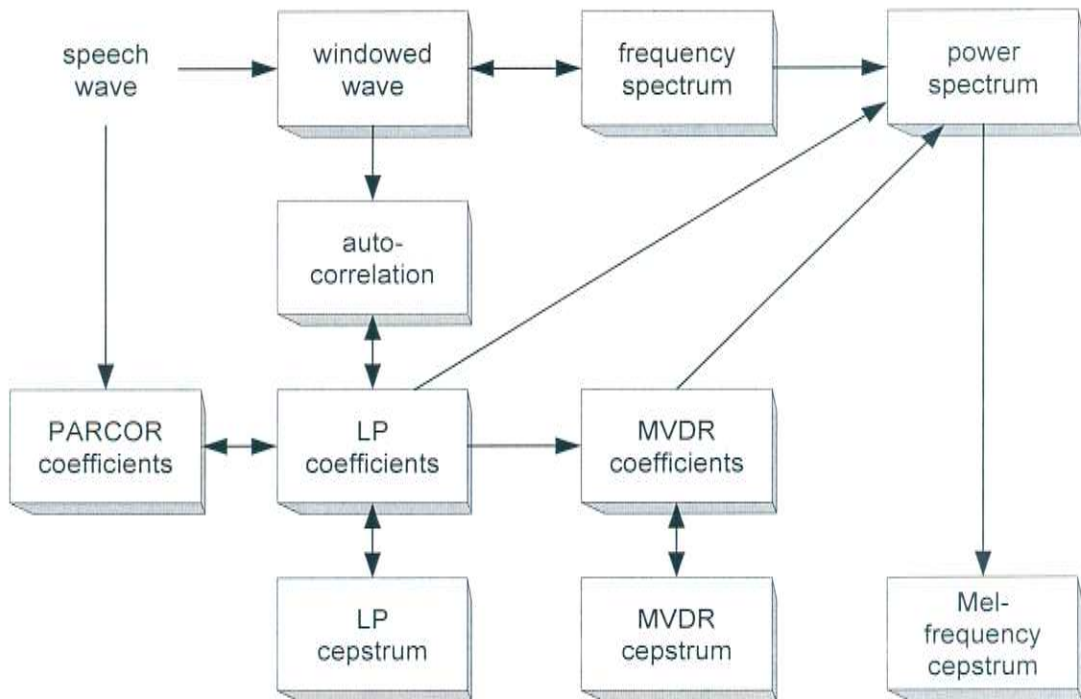 speech
wave
windowed
wave
frequency
spectrum
power
spectrum
auto-
correlation
PARCOR
coefficients
LP
coefficients
MVDR
coefficients
LP
cepstrum
MVDR
cepstrum
Mel-
frequency
cepstrum